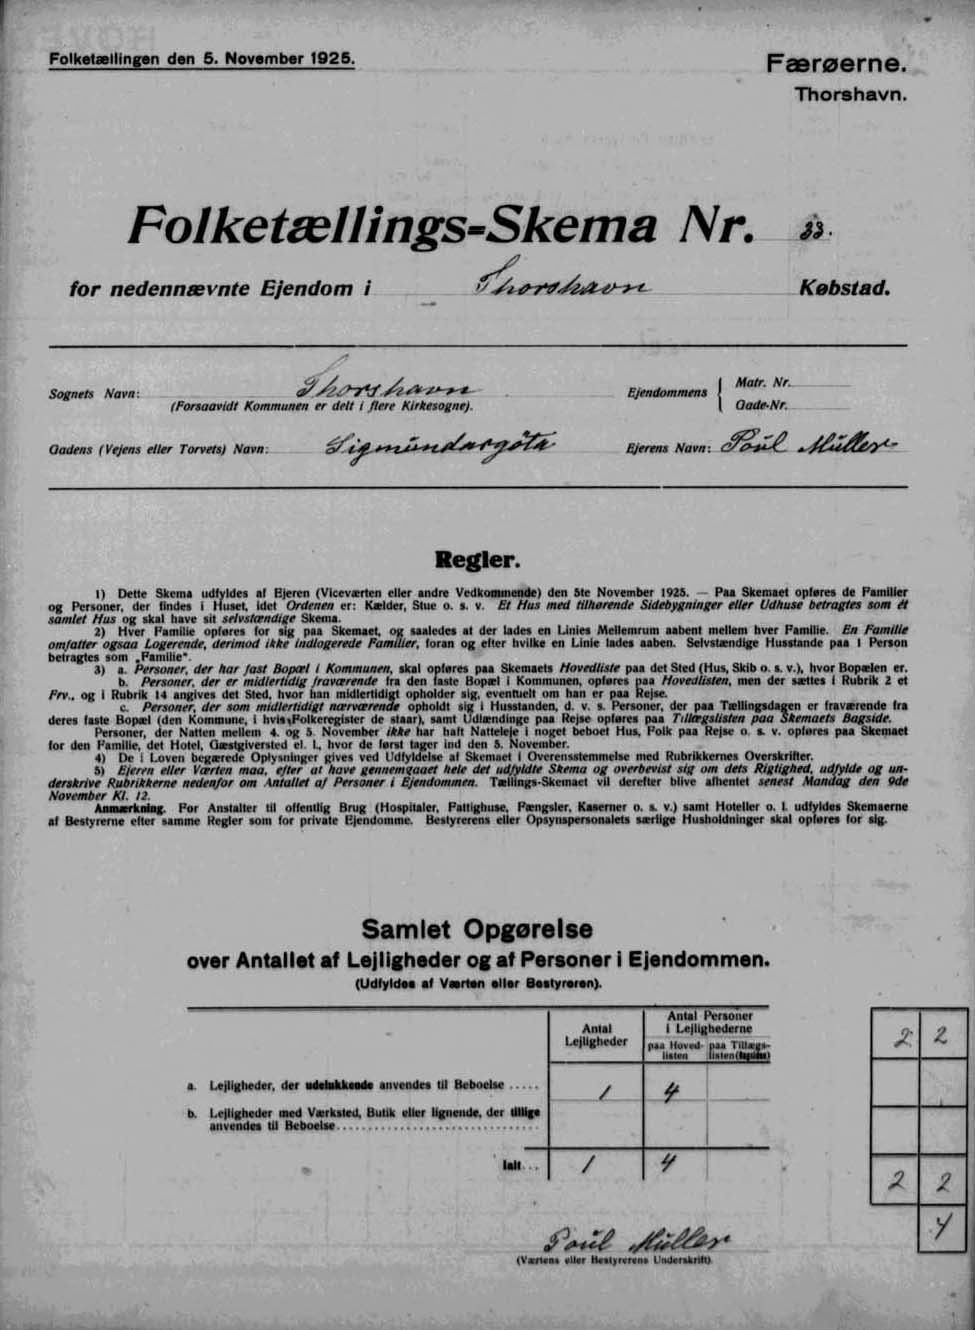 Folketællingen den 5. November 1925.
Færøerne.
Thorshavn.
Folketællings-Skema Nr. 33.
for nedennævnte Ejendom i Thorshavn Købstad.
Sognets Navn: Thorshavn
(Forsaavidt Kommunen er delt i flere Kirkesogne).
Ejendommens
Matr. Nr.
Gade-Nr.
Gadens (Vejens eller Torvets) Navn: Sigmundargøta
Ejerens Navn: Poul Müller
Regler.
1) Dette Skema udfyldes af Ejeren (Viceværten eller andre Vedkommende) den 5te November 1925. — Paa Skemaet opføres de Familier
og Personer, der findes i Huset, idet Ordenen er: Kælder, Stue o. s. v. Et Hus med tilhørende Sidebygninger eller Udhuse betragtes som ét
samlet Hus og skal have sit selvstændige Skema.
2) Hver Familie opføres for sig paa Skemaet, og saaledes at der lades en Linies Mellemrum aabent mellem hver Familie. En Familie
omfatter ogsaa Logerende, derimod ikke indlogerede Familier, foran og efter hvilke en Linie lades aaben. Selvstændige Husstande paa 1 Person
betragtes som „Familie“.
3) a. Personer, der har fast Bopæl i Kommunen, skal opføres paa Skemaets Hovedliste paa det Sted (Hus, Skib o. s. v.), hvor Bopælen er.
b. Personer, der er midlertidig fraværende fra den faste Bopæl i Kommunen, opføres paa Hovedlisten, men der sættes i Rubrik 2 et
Frv., og i Rubrik 14 angives det Sted, hvor han midlertidigt opholder sig, eventuelt om han er paa Rejse.
c. Personer, der som midlertidigt nærværende opholdt sig i Husstanden, d. v. s. Personer, der paa Tællingsdagen er fraværende fra
deres faste Bopæl (den Kommune, i hvis Folkeregister de staar), samt Udlændinge paa Rejse opføres paa Tillægslisten paa Skemaets Bagside.
Personer, der Natten mellem 4. og 5. November ikke har haft Natteleje i noget beboet Hus, Folk paa Rejse o. s. v. opføres paa Skemaet
for den Familie, det Hotel, Gæstgiversted el. l., hvor de først tager ind den 5. November.
4) De i Loven begærede Oplysninger gives ved Udfyldelse af Skemaet i Overensstemmelse med Rubrikkernes Overskrifter.
5) Ejeren eller Værten maa, efter at have gennemgaaet hele det udfyldte Skema og overbevist sig om dets Rigtighed, udfylde og un-
derskrive Rubrikkerne nedenfor om Antallet af Personer i Ejendommen. Tællings-Skemaet vil derefter blive afhentet senest Mandag den 9de
November Kl. 12.
Anmærkning. For Anstalter til offentlig Brug (Hospitaler, Fattighuse, Fængsler, Kaserner o. s. v.) samt Hoteller o. l. udfyldes Skemaerne
af Bestyrerne efter samme Regler som for private Ejendomme. Bestyrerens eller Opsynspersonalets særlige Husholdninger skal opføres for sig.
Samlet Opgørelse
over Antallet af Lejligheder og af Personer i Ejendommen.
(Udfyldes af Værten eller Bestyreren).
Antal Lejligheder
Antal Personer i Lejlighederne
paa Hoved-listen
paa Tillægs-listen
2 2
a. Lejligheder, der udelukkende anvendes til Beboelse ..... 1 4
b. Lejligheder med Værksted, Butik eller lignende, der tillige
anvendes til Beboelse
Ialt... 1 4
2 2
4
Poul Müller
(Værtens eller Bestyrerens Underskrift)